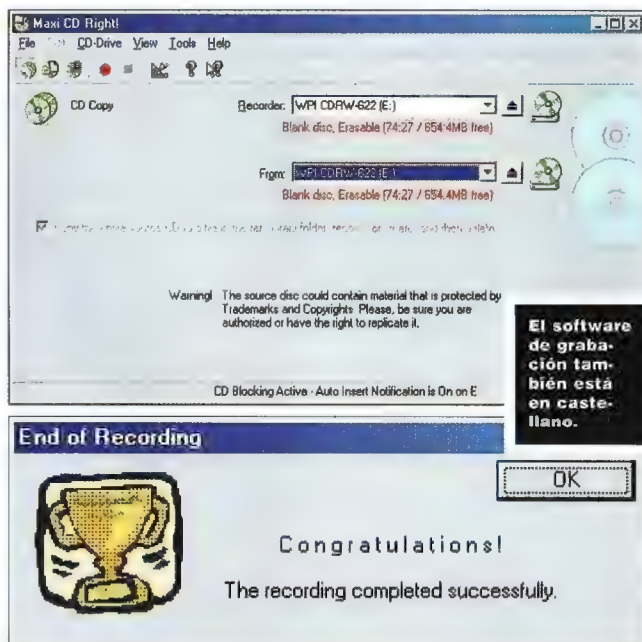 Maxi CD Right!
File CD-Drive View Tools Help
CD Copy
Recorder: WPI CDRW-622 (E:)
Blank disc, Erasable (74:27 / 654.4MB free)
From: WPI CDRW-622 (E:)
Blank disc, Erasable (74:27 / 654.4MB free)
Warning! The source disc could contain material that is protected by
Trademarks and Copyrights. Please, be sure you are
authorized or have the right to replicate it.
CD Blocking Active - Auto Insert Notification is On on E
El software
de graba-
ción tam-
bién está
en caste-
llano.
End of Recording
OK
Congratulations!
The recording completed successfully.